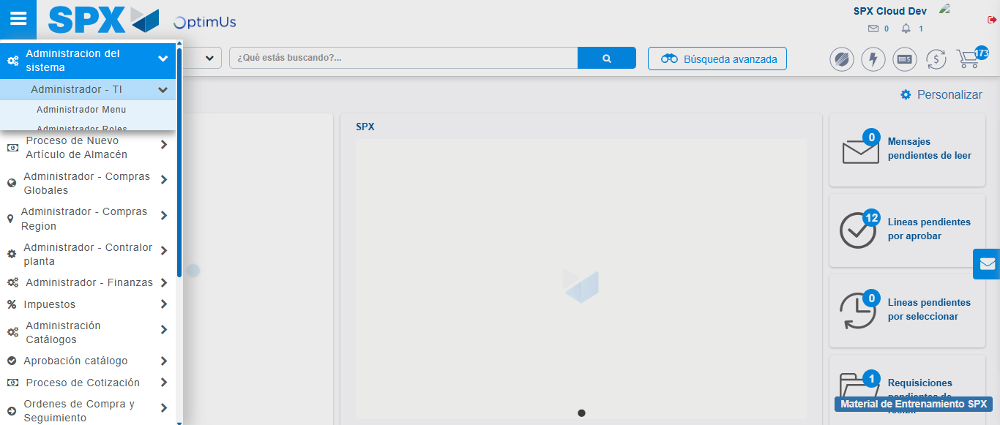 SPX
OptimUs
SPX Cloud Dev
0
1
Administracion del
sistema
¿Qué estás buscando?...
Búsqueda avanzada
$
$
173
Administrador - TI
Personalizar
Administrador Menu
Administrador Roles
Proceso de Nuevo
Artículo de Almacén
Administrador - Compras
Globales
Administrador - Compras
Region
Administrador - Contralor
planta
Administrador - Finanzas
Impuestos
Administración
Catálogos
Aprobación catálogo
Proceso de Cotización
Ordenes de Compra y
Seguimiento
SPX
0
Mensajes
pendientes de leer
12
Lineas pendientes
por aprobar
0
Lineas pendientes
por seleccionar
1
Requisiciones
pendientes de
recibir
Material de Entrenamiento SPX